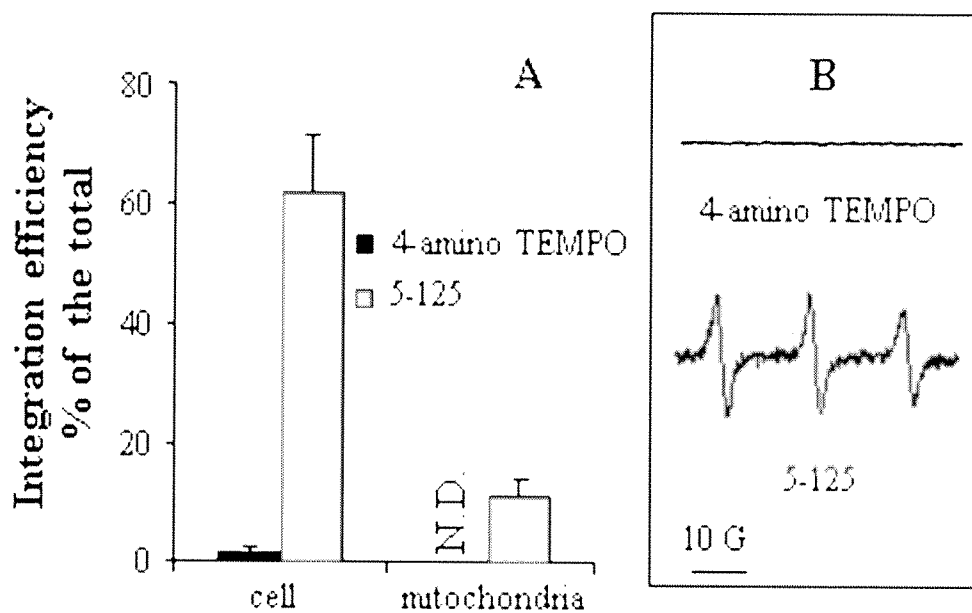 A
B
Integration efficiency
% of the total
80
60
40
20
0
4-amino TEMPO
5-125
N.D.
cell
mitochondria
4-amino TEMPO
5-125
10 G